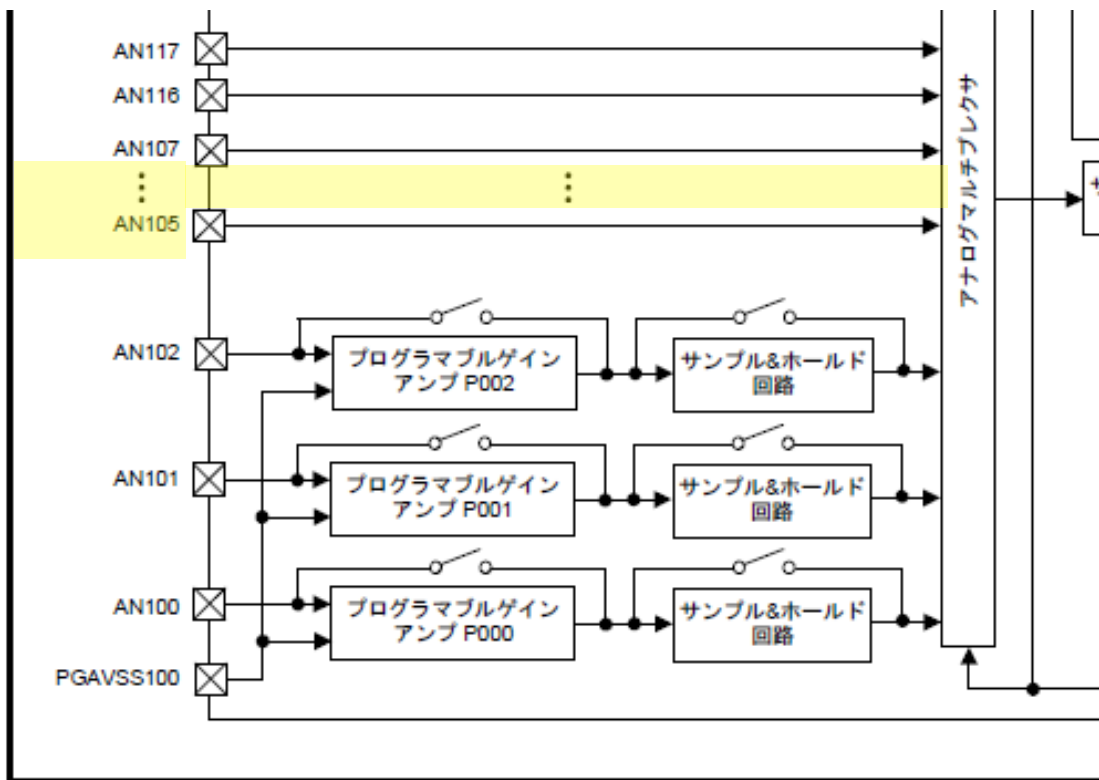 AN117
AN116
AN107
⋮ ⋮
AN105
アナログマルチプレクサ
AN102
プログラマブルゲイン
アンプ P002
サンプル&ホールド
回路
AN101
プログラマブルゲイン
アンプ P001
サンプル&ホールド
回路
AN100
プログラマブルゲイン
アンプ P000
サンプル&ホールド
回路
PGAVSS100